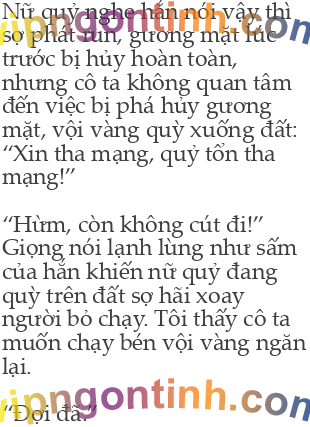 Nữ quỷ nghe hắn nói vậy thì
sợ phát run, gương mặt lúc
trước bị hủy hoàn toàn,
nhưng cô ta không quan tâm
đến việc bị phá hủy gương
mặt, vội vàng quỳ xuống đất:
“Xin tha mạng, quỷ tổn tha
mạng!”
“Hừm, còn không cút đi!”
Giọng nói lạnh lùng như sấm
của hắn khiến nữ quỷ đang
quỳ trên đất sợ hãi xoay
người bỏ chạy. Tôi thấy cô ta
muốn chạy bén vội vàng ngăn
lại.
vipngontinh.com
“Đợi đã.”